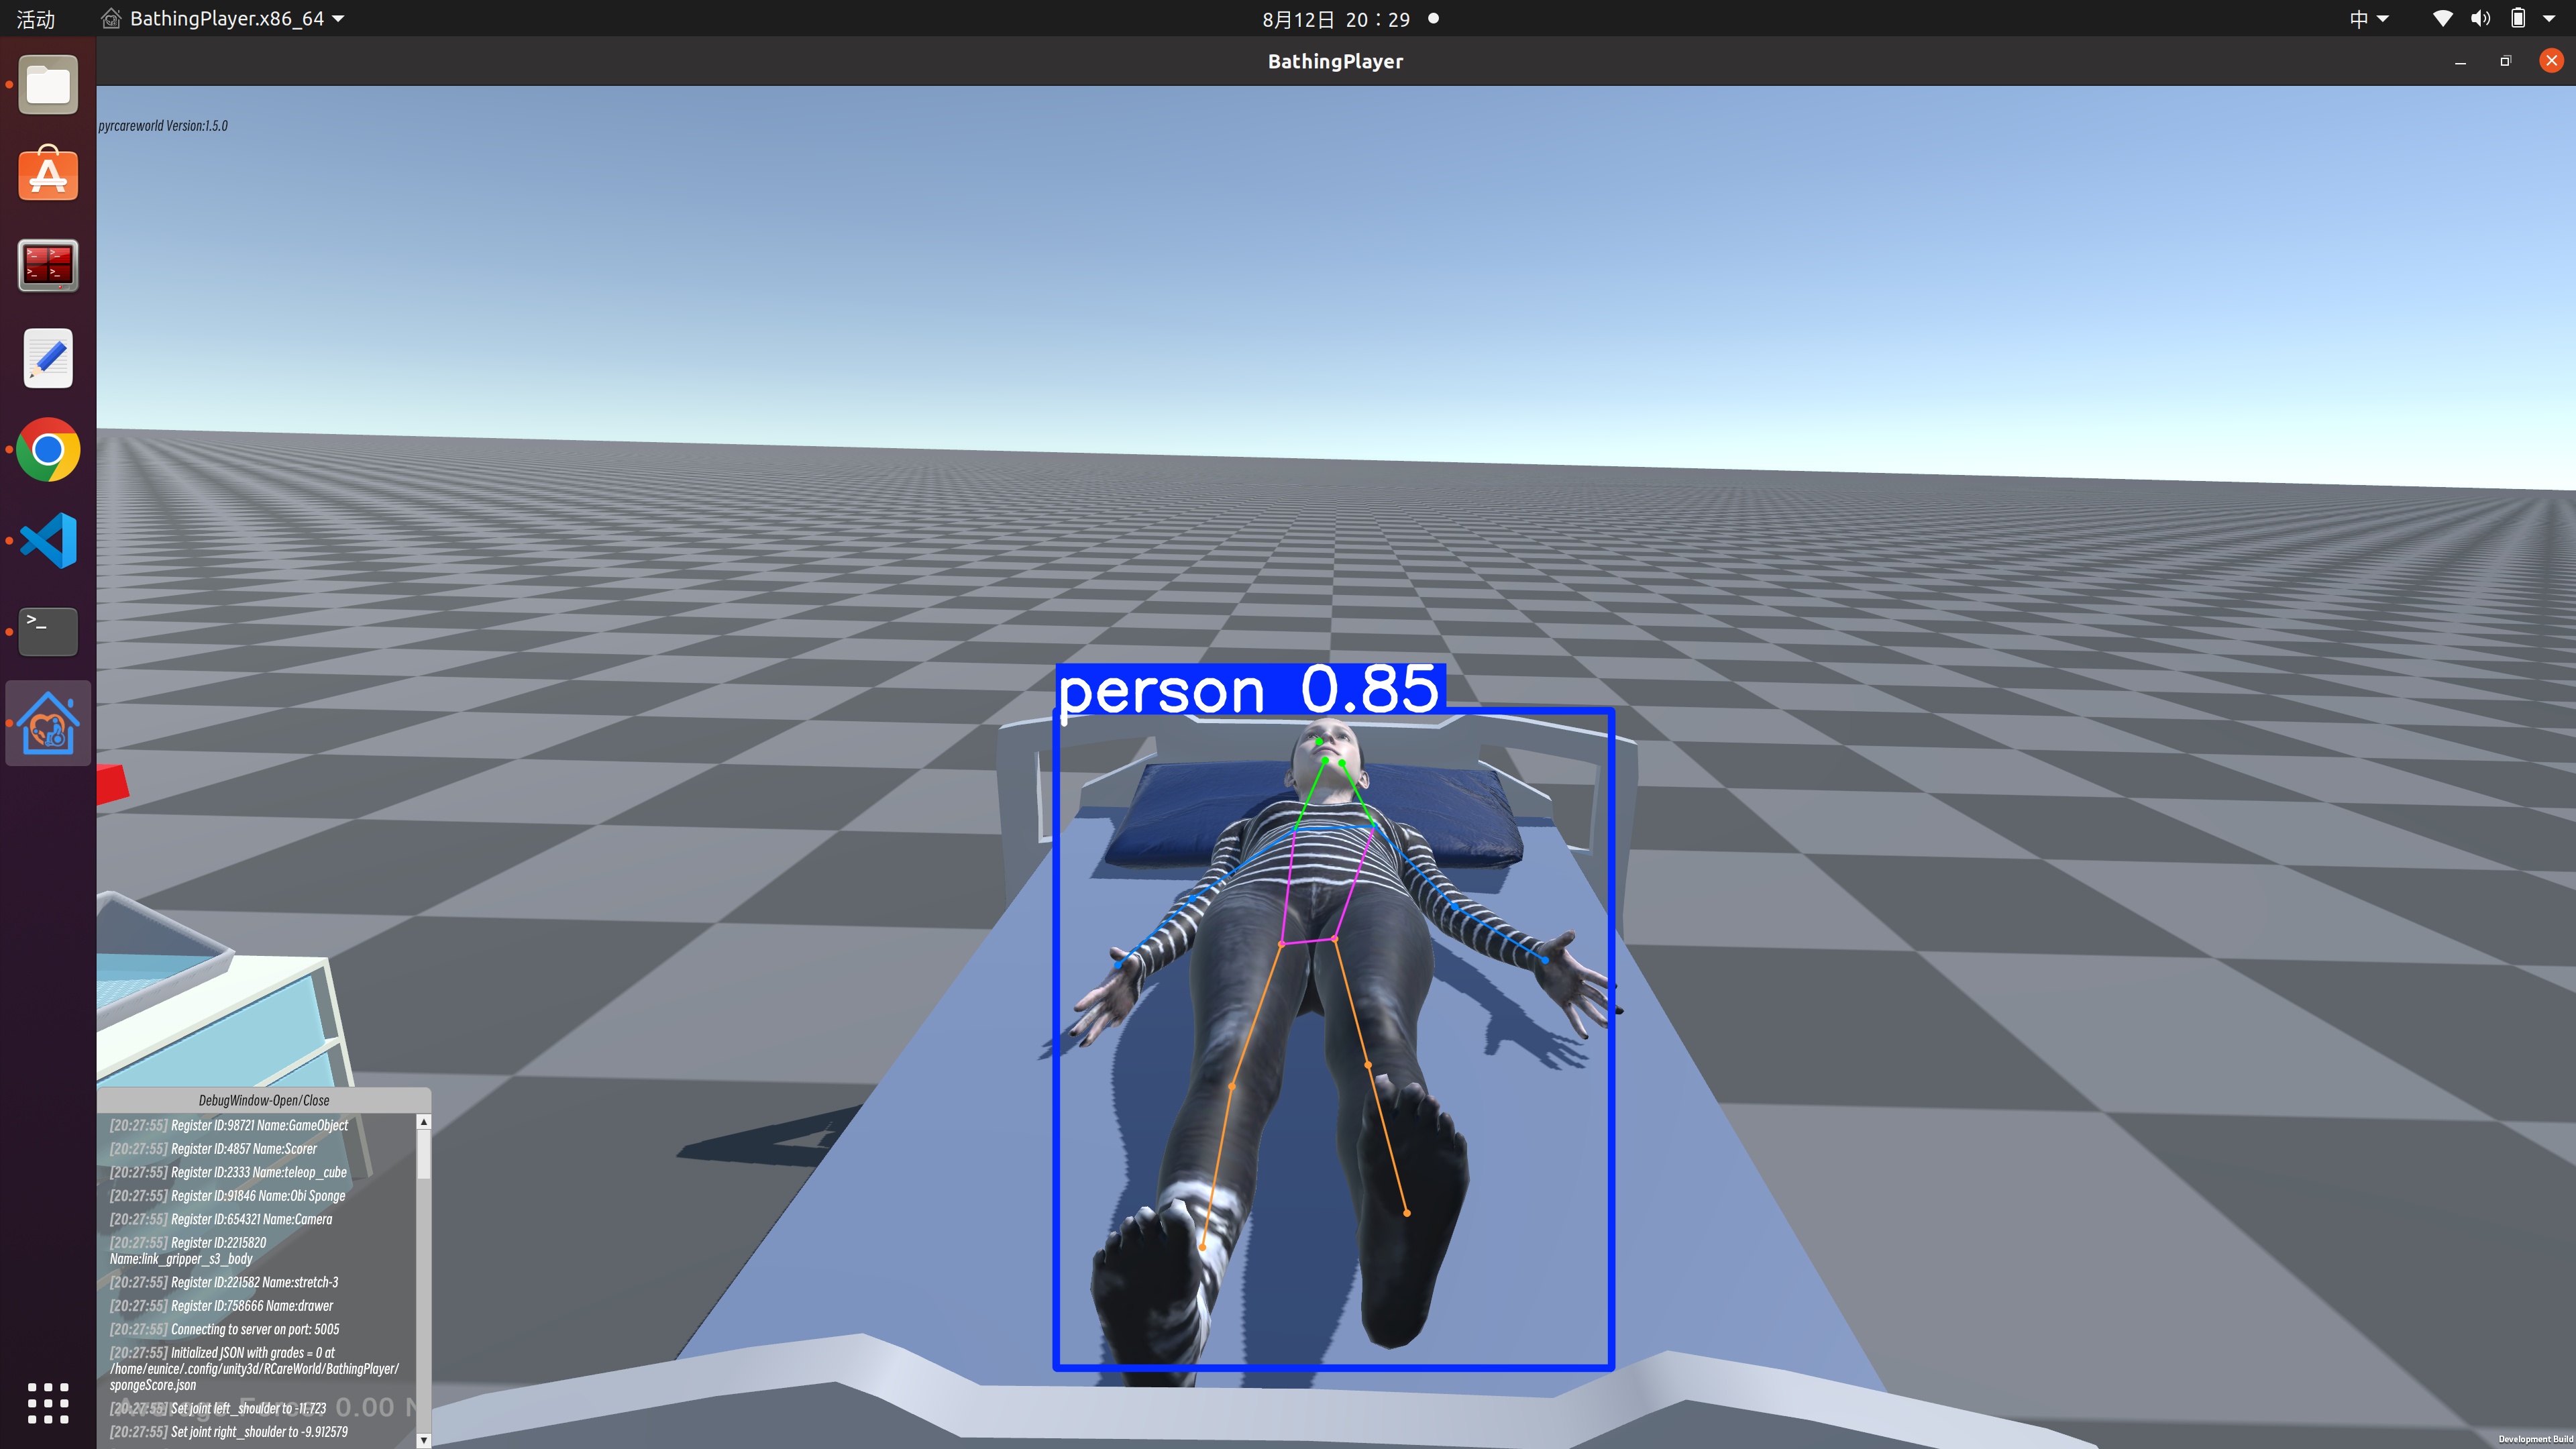 活动
BathingPlayer.x86_64
8月12日 20：29
中
BathingPlayer
pyrcareworld Version:1.5.0
person 0.85
DebugWindow-Open/Close
[20:27:55] Register ID:98721 Name:GameObject
[20:27:55] Register ID:4857 Name:Scorer
[20:27:55] Register ID:2333 Name:teleop_cube
[20:27:55] Register ID:91846 Name:Obi Sponge
[20:27:55] Register ID:654321 Name:Camera
[20:27:55] Register ID:2215820
Name:link_gripper_s3_body
[20:27:55] Register ID:221582 Name:stretch-3
[20:27:55] Register ID:758666 Name:drawer
[20:27:55] Connecting to server on port: 5005
[20:27:55] Initialized JSON with grades = 0 at
/home/eunice/.config/unity3d/RCareWorld/BathingPlayer/
spongeScore.json
[20:27:55] Set joint left_shoulder to -11.723
Average Force: 0.00 N
[20:27:55] Set joint right_shoulder to -9.912579
Development Build